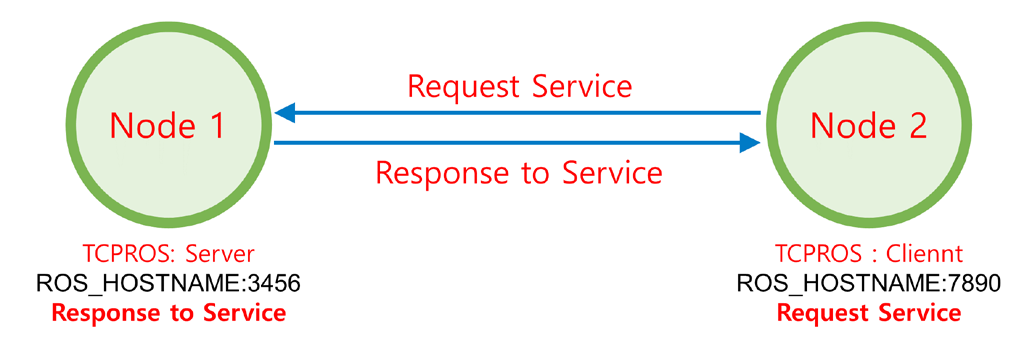 Request Service
Node 1
Node 2
Response to Service
TCPROS: Server
TCPROS : Cliennt
ROS_HOSTNAME:3456
ROS_HOSTNAME:7890
Response to Service
Request Service